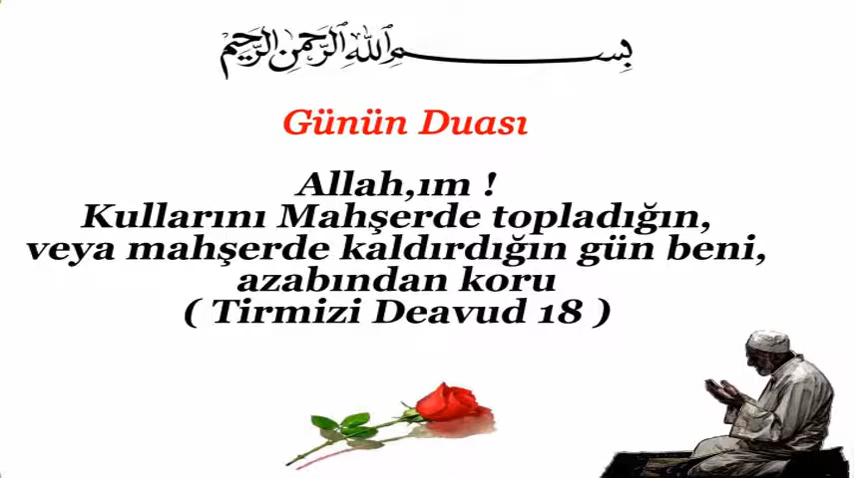 بسم الله الرحمن الرحيم
Günün Duası
Allah,ım !
Kullarını Mahşerde topladığın,
veya mahşerde kaldırdığın gün beni,
azabından koru
( Tirmizi Deavud 18 )